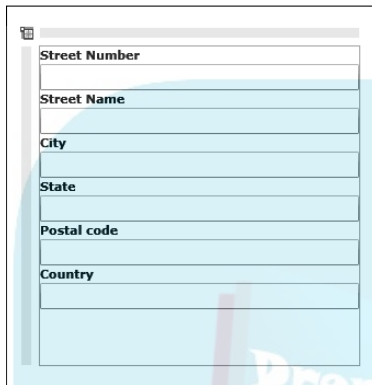 Street Number
Street Name
City
State
Postal code
Country